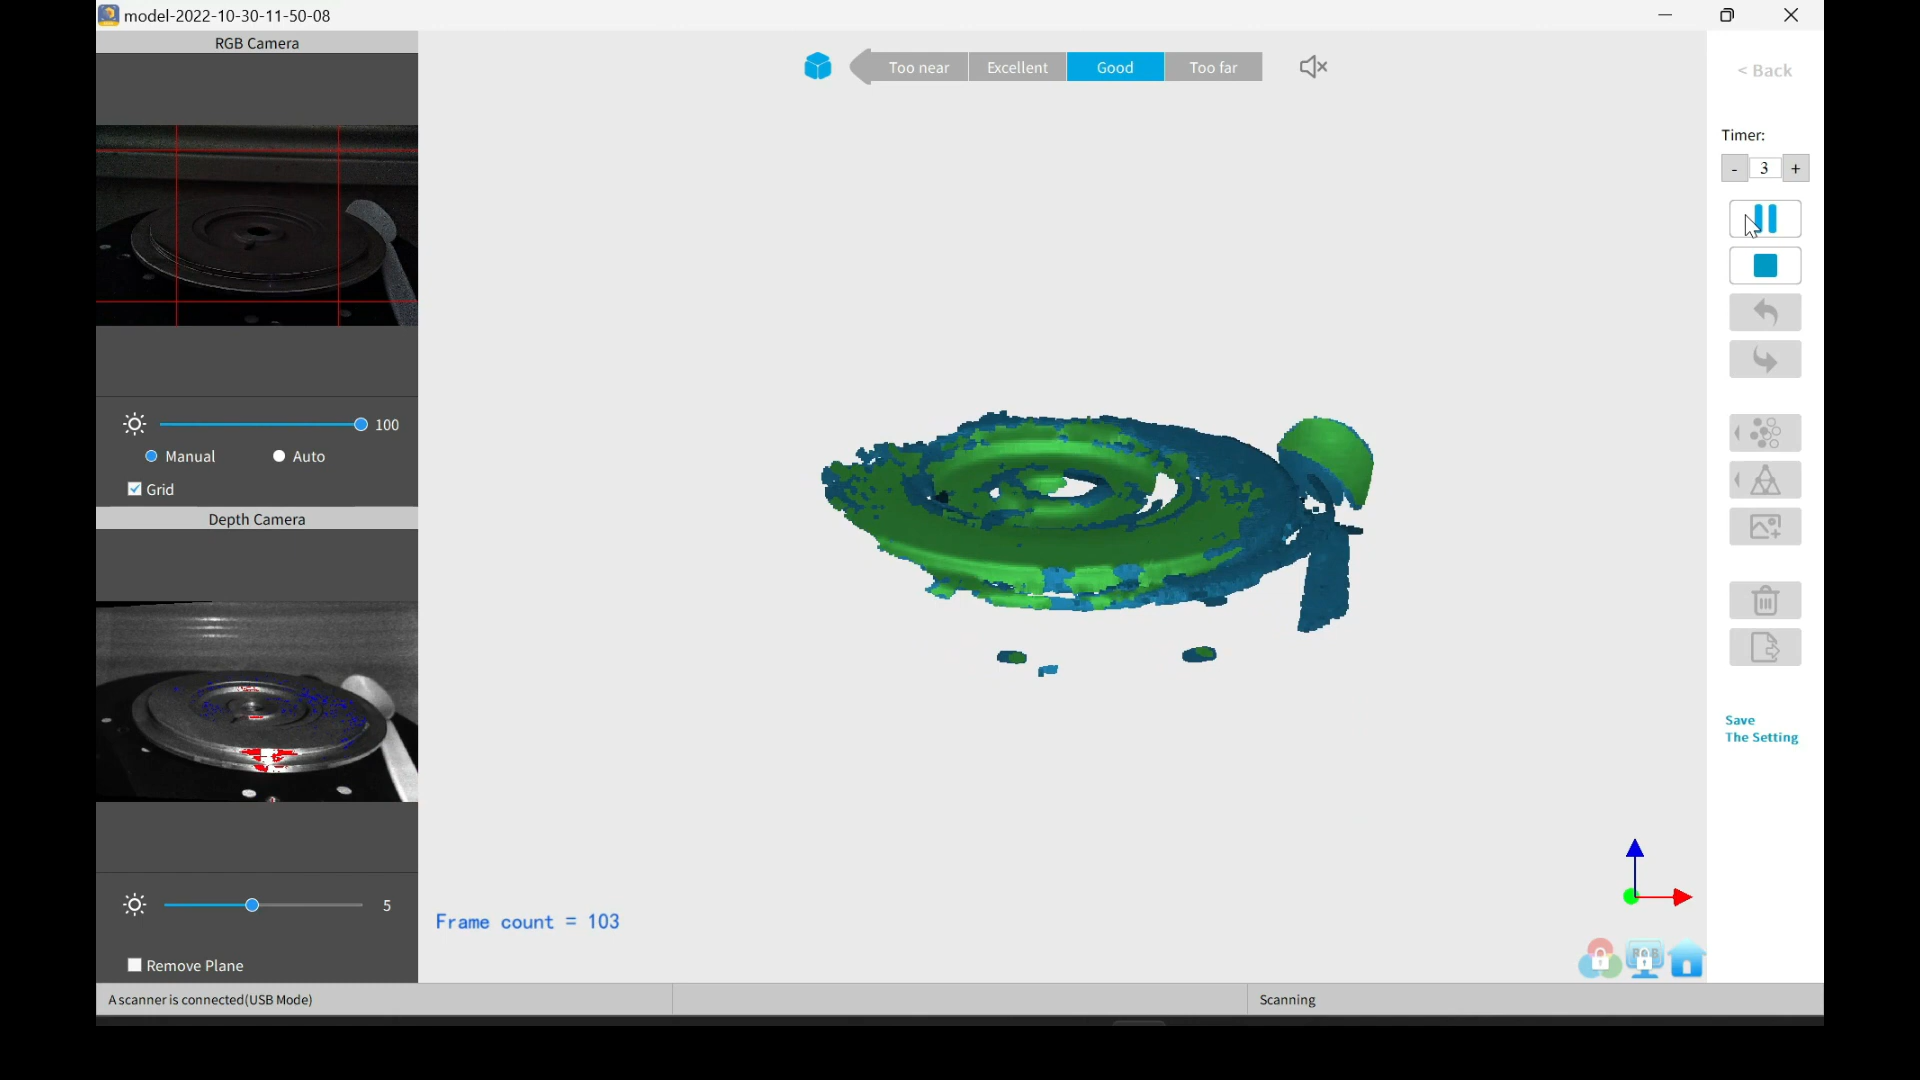 model-2022-10-30-11-50-08
RGB Camera
Too near
Excellent
Good
Too far
< Back
Timer:
- 3 +
100
Manual
Auto
Grid
Depth Camera
Save
The Setting
5
Frame count = 103
Remove Plane
RGB
A scanner is connected(USB Mode)
Scanning